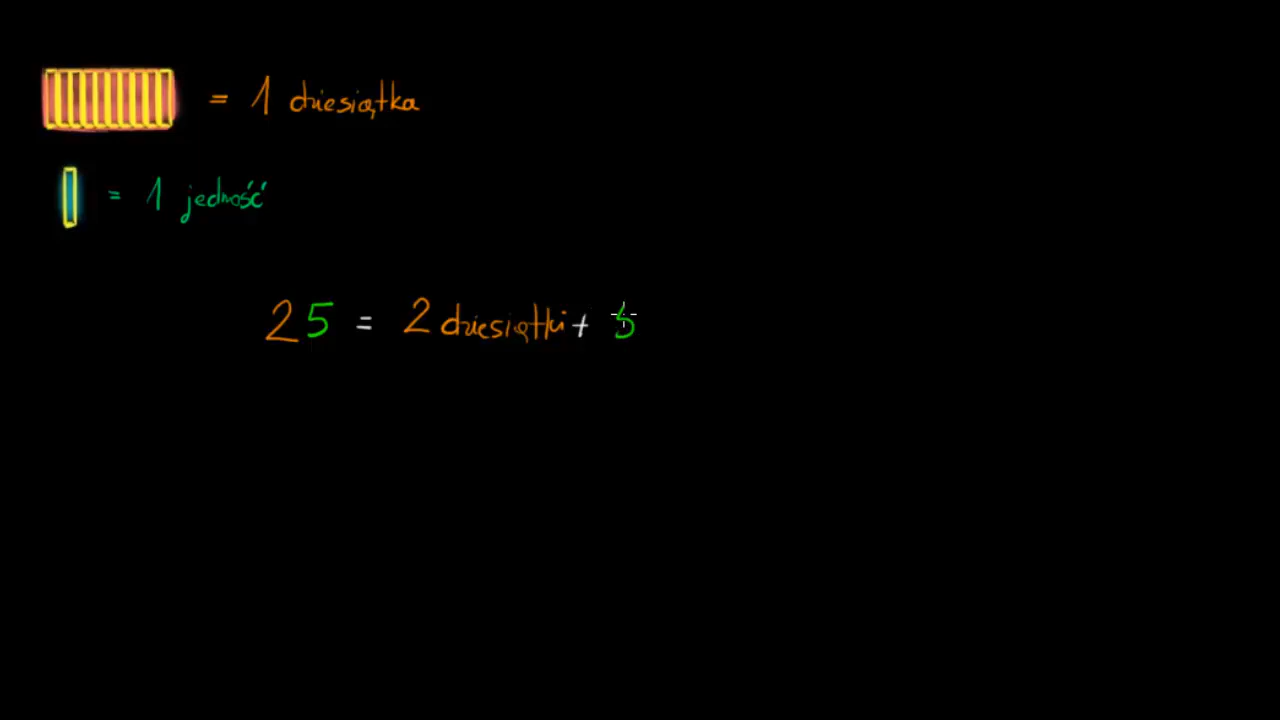 = 1 dziesiątka
= 1 jedność
25 = 2 dziesiątki + 5